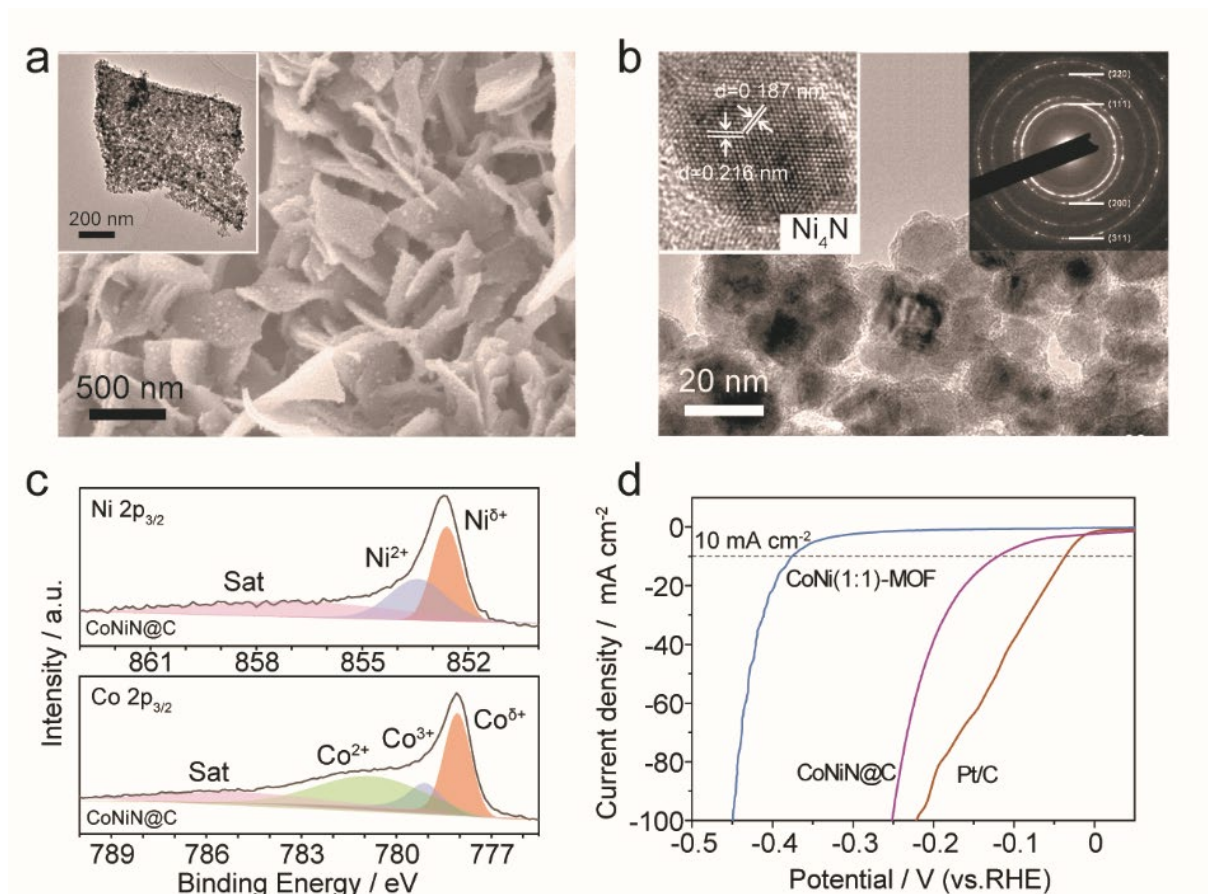 a
200 nm
500 nm
b
d=0.187 nm
d=0.216 nm
Ni₄N
(220)
(111)
(200)
(311)
20 nm
c
Ni 2p₃/₂
Ni^δ+
Ni²⁺
Sat
CoNiN@C
861 858 855 852
Co 2p₃/₂
Co^δ+
Co³⁺
Co²⁺
Sat
CoNiN@C
789 786 783 780 777
Intensity / a.u.
Binding Energy / eV
d
0
10 mA cm⁻²
CoNi(1:1)-MOF
-20
-40
-60
-80
CoNiN@C
Pt/C
-100
-0.5 -0.4 -0.3 -0.2 -0.1 0
Current density / mA cm⁻²
Potential / V (vs.RHE)